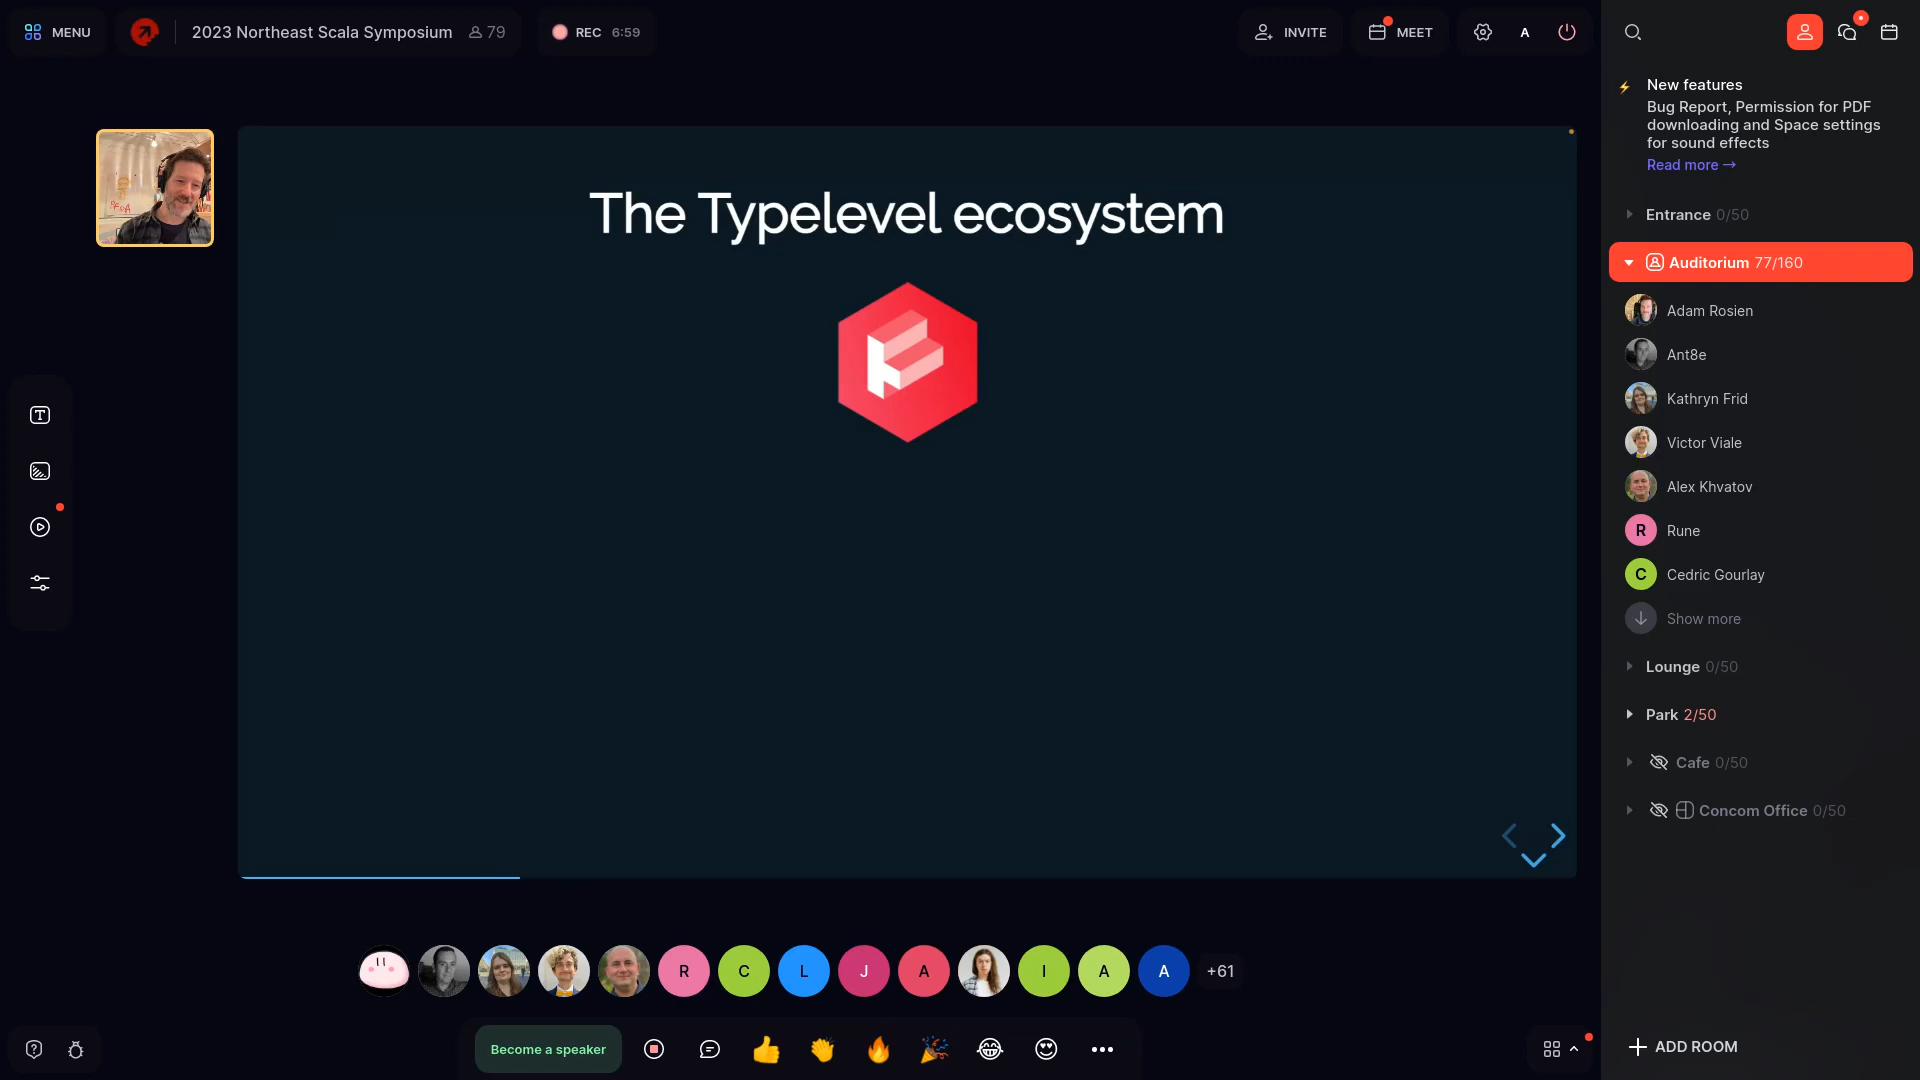 MENU
2023 Northeast Scala Symposium
79
REC 6:59
INVITE
MEET
A
New features
Bug Report, Permission for PDF
downloading and Space settings
for sound effects
Read more →
Entrance 0/50
Auditorium 77/160
Adam Rosien
Ant8e
Kathryn Frid
Victor Viale
Alex Khvatov
R
Rune
C
Cedric Gourlay
Show more
Lounge 0/50
Park 2/50
Cafe 0/50
Concom Office 0/50
ADD ROOM
The Typelevel ecosystem
R
C
L
J
A
I
A
A
+61
Become a speaker